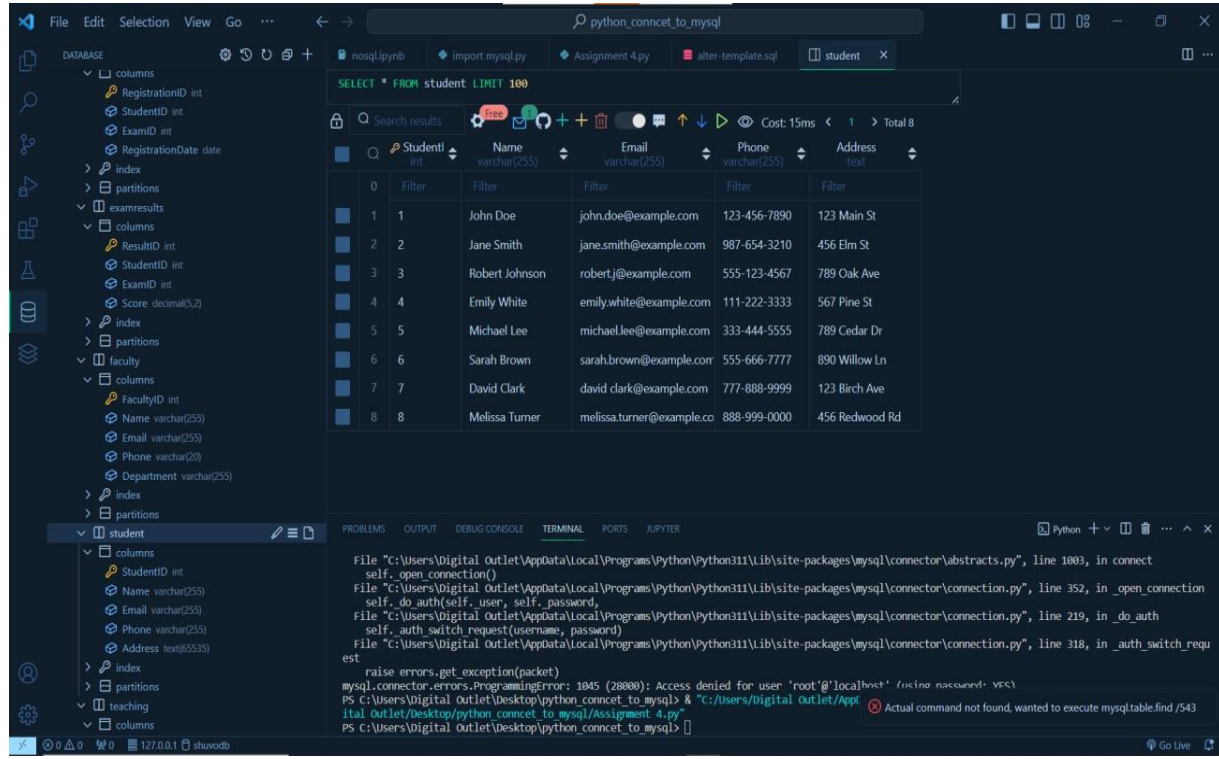 File Edit Selection View Go ··· python_conncet_to_mysql
DATABASE
columns
RegistrationID int
StudentID int
ExamID int
RegistrationDate date
index
partitions
examresults
columns
ResultID int
StudentID int
ExamID int
Score decimal(5,2)
index
partitions
faculty
columns
FacultyID int
Name varchar(255)
Email varchar(255)
Phone varchar(20)
Department varchar(255)
index
partitions
student
columns
StudentID int
Name varchar(255)
Email varchar(255)
Phone varchar(255)
Address text(65535)
index
partitions
teaching
columns
nosql.ipynb import mysql.py Assignment 4.py alter-template.sql student
SELECT * FROM student LIMIT 100
Search results Free 1 Cost: 15ms < 1 > Total 8
StudentI Name Email Phone Address
int varchar(255) varchar(255) varchar(255) text
0 Filter Filter Filter Filter Filter
1 1 John Doe john.doe@example.com 123-456-7890 123 Main St
2 2 Jane Smith jane.smith@example.com 987-654-3210 456 Elm St
3 3 Robert Johnson robert.j@example.com 555-123-4567 789 Oak Ave
4 4 Emily White emily.white@example.com 111-222-3333 567 Pine St
5 5 Michael Lee michael.lee@example.com 333-444-5555 789 Cedar Dr
6 6 Sarah Brown sarah.brown@example.com 555-666-7777 890 Willow Ln
7 7 David Clark david clark@example.com 777-888-9999 123 Birch Ave
8 8 Melissa Turner melissa.turner@example.co 888-999-0000 456 Redwood Rd
PROBLEMS OUTPUT DEBUG CONSOLE TERMINAL PORTS JUPYTER Python
File "C:\Users\Digital Outlet\AppData\Local\Programs\Python\Python311\Lib\site-packages\mysql\connector\abstracts.py", line 1003, in connect
self._open_connection()
File "C:\Users\Digital Outlet\AppData\Local\Programs\Python\Python311\Lib\site-packages\mysql\connector\connection.py", line 352, in _open_connection
self._do_auth(self._user, self._password,
File "C:\Users\Digital Outlet\AppData\Local\Programs\Python\Python311\Lib\site-packages\mysql\connector\connection.py", line 219, in _do_auth
self._auth_switch_request(username, password)
File "C:\Users\Digital Outlet\AppData\Local\Programs\Python\Python311\Lib\site-packages\mysql\connector\connection.py", line 318, in _auth_switch_requ
est
raise errors.get_exception(packet)
mysql.connector.errors.ProgrammingError: 1045 (28000): Access denied for user 'root'@'localhost' (using password: YES)
PS C:\Users\Digital Outlet\Desktop\python_conncet_to_mysql> & "C:/Users/Digital Outlet/App
ital Outlet/Desktop/python_conncet_to_mysql/Assignment 4.py"
PS C:\Users\Digital Outlet\Desktop\python_conncet_to_mysql>
Actual command not found, wanted to execute mysql.table.find /543
0 0 0 127.0.0.1 shuvodb Go Live